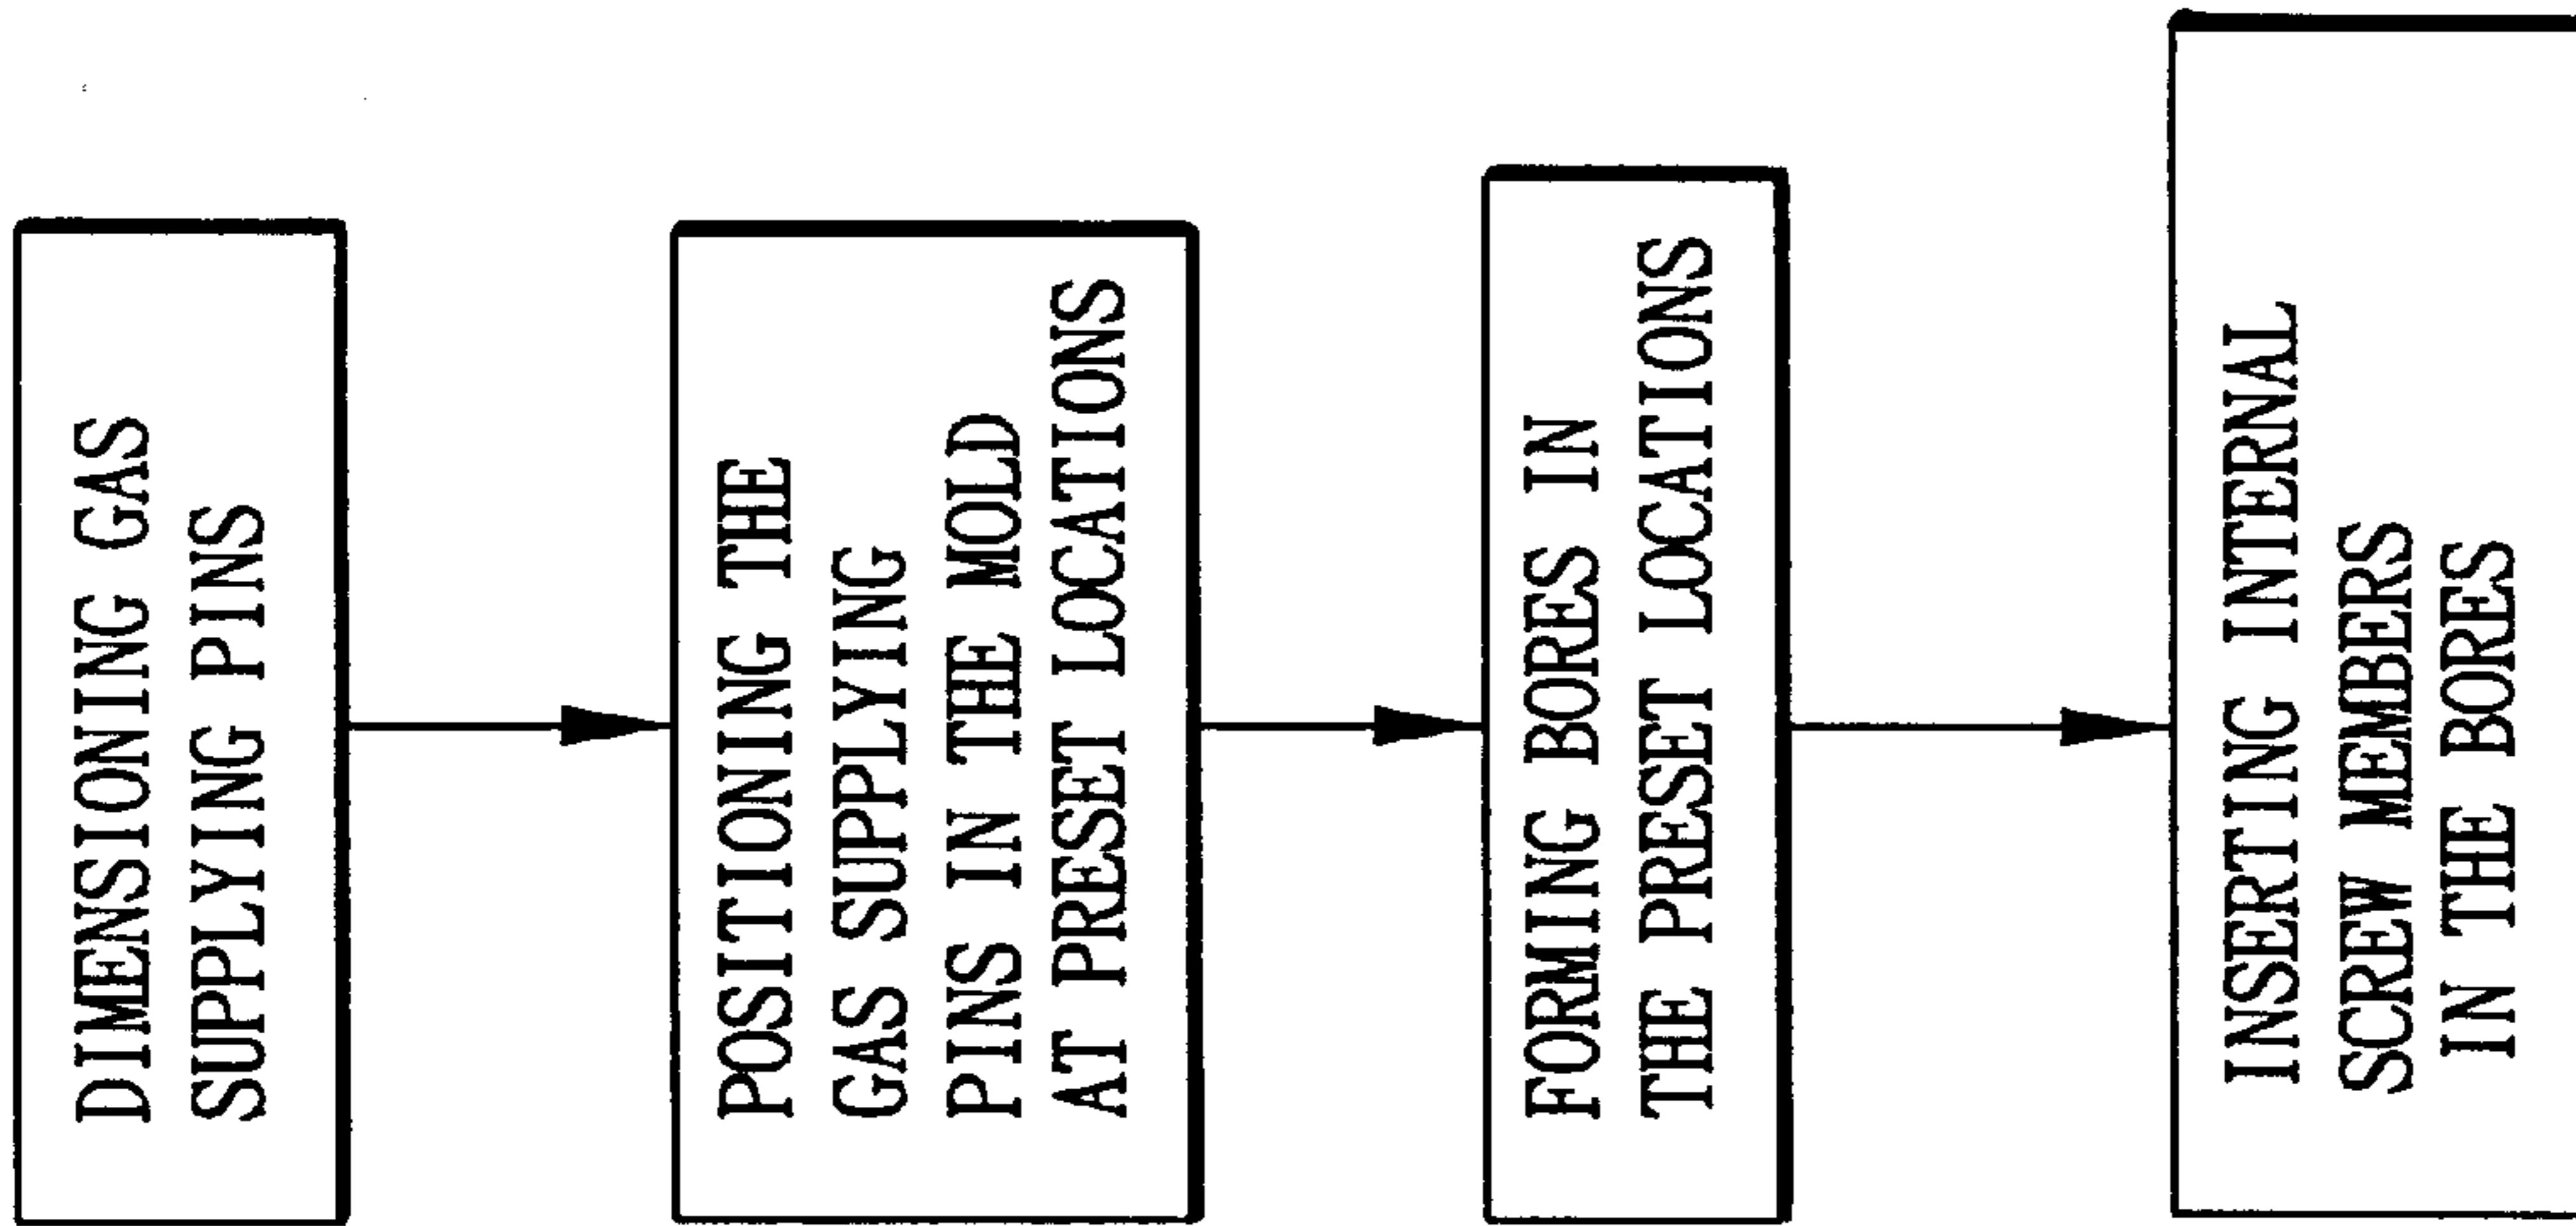 DIMENSIONING GAS
SUPPLYING PINS
POSITIONING THE
GAS SUPPLYING
PINS IN THE MOLD
AT PRESET LOCATIONS
FORMING BORES IN
THE PRESET LOCATIONS
INSERTING INTERNAL
SCREW MEMBERS
IN THE BORES